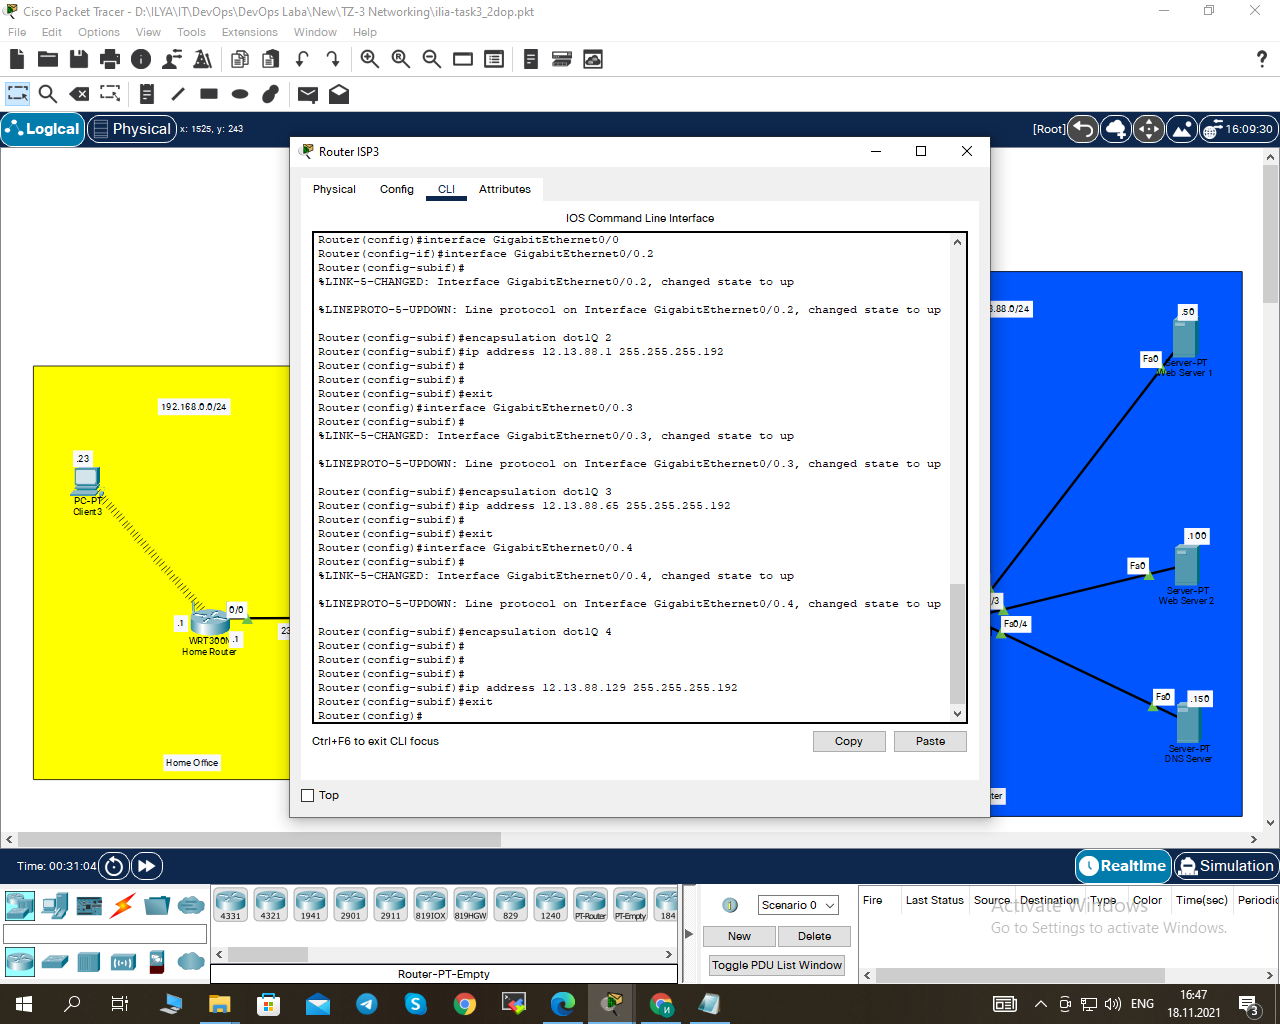 Cisco Packet Tracer - D:\ILYA\IT\DevOps\DevOps Laba\New\TZ-3 Networking\ilia-task3_2dop.pkt
File Edit Options View Tools Extensions Window Help
?
Logical Physical x: 1525, y: 243 [Root] 16:09:30
Router ISP3
Physical Config CLI Attributes
IOS Command Line Interface
Router(config)#interface GigabitEthernet0/0
Router(config-if)#interface GigabitEthernet0/0.2
Router(config-subif)#
%LINK-5-CHANGED: Interface GigabitEthernet0/0.2, changed state to up
%LINEPROTO-5-UPDOWN: Line protocol on Interface GigabitEthernet0/0.2, changed state to up
Router(config-subif)#encapsulation dot1Q 2
Router(config-subif)#ip address 12.13.88.1 255.255.255.192
Router(config-subif)#
Router(config-subif)#
Router(config-subif)#exit
Router(config)#interface GigabitEthernet0/0.3
Router(config-subif)#
%LINK-5-CHANGED: Interface GigabitEthernet0/0.3, changed state to up
%LINEPROTO-5-UPDOWN: Line protocol on Interface GigabitEthernet0/0.3, changed state to up
Router(config-subif)#encapsulation dot1Q 3
Router(config-subif)#ip address 12.13.88.65 255.255.255.192
Router(config-subif)#
Router(config-subif)#exit
Router(config)#interface GigabitEthernet0/0.4
Router(config-subif)#
%LINK-5-CHANGED: Interface GigabitEthernet0/0.4, changed state to up
%LINEPROTO-5-UPDOWN: Line protocol on Interface GigabitEthernet0/0.4, changed state to up
Router(config-subif)#encapsulation dot1Q 4
Router(config-subif)#
Router(config-subif)#
Router(config-subif)#
Router(config-subif)#ip address 12.13.88.129 255.255.255.192
Router(config-subif)#exit
Router(config)#
Ctrl+F6 to exit CLI focus
Copy Paste
Top
192.168.0.0/24
.23
PC-PT
Client3
0/0
.1
.1
23
WRT300N
Home Router
Home Office
.88.0/24
.50
Fa0
Server-PT
Web Server 1
.100
Fa0
Server-PT
Web Server 2
/3
Fa0/4
Fa0
.150
Server-PT
DNS Server
ter
Time: 00:31:04 Realtime Simulation
4331 4321 1941 2901 2911 819IOX 819HGW 829 1240 PT-Router PT-Empty 184
Router-PT-Empty
Scenario 0
New Delete
Toggle PDU List Window
Fire Last Status Source Destination Type Color Time(sec) Periodic
Activate Windows
Go to Settings to activate Windows.
ENG
16:47
18.11.2021
3